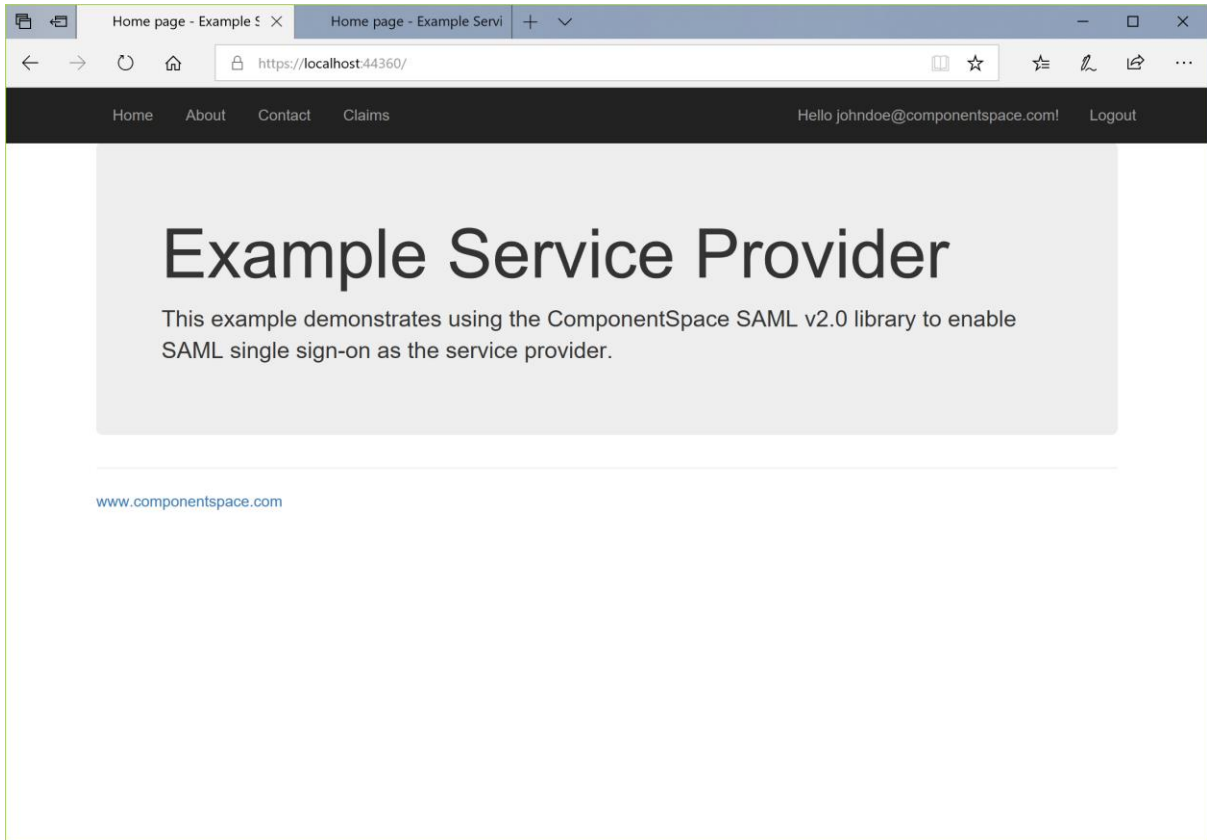 Home page - Example S
Home page - Example Servi
https://localhost:44360/
Home About Contact Claims Hello johndoe@componentspace.com! Logout
Example Service Provider
This example demonstrates using the ComponentSpace SAML v2.0 library to enable
SAML single sign-on as the service provider.
www.componentspace.com